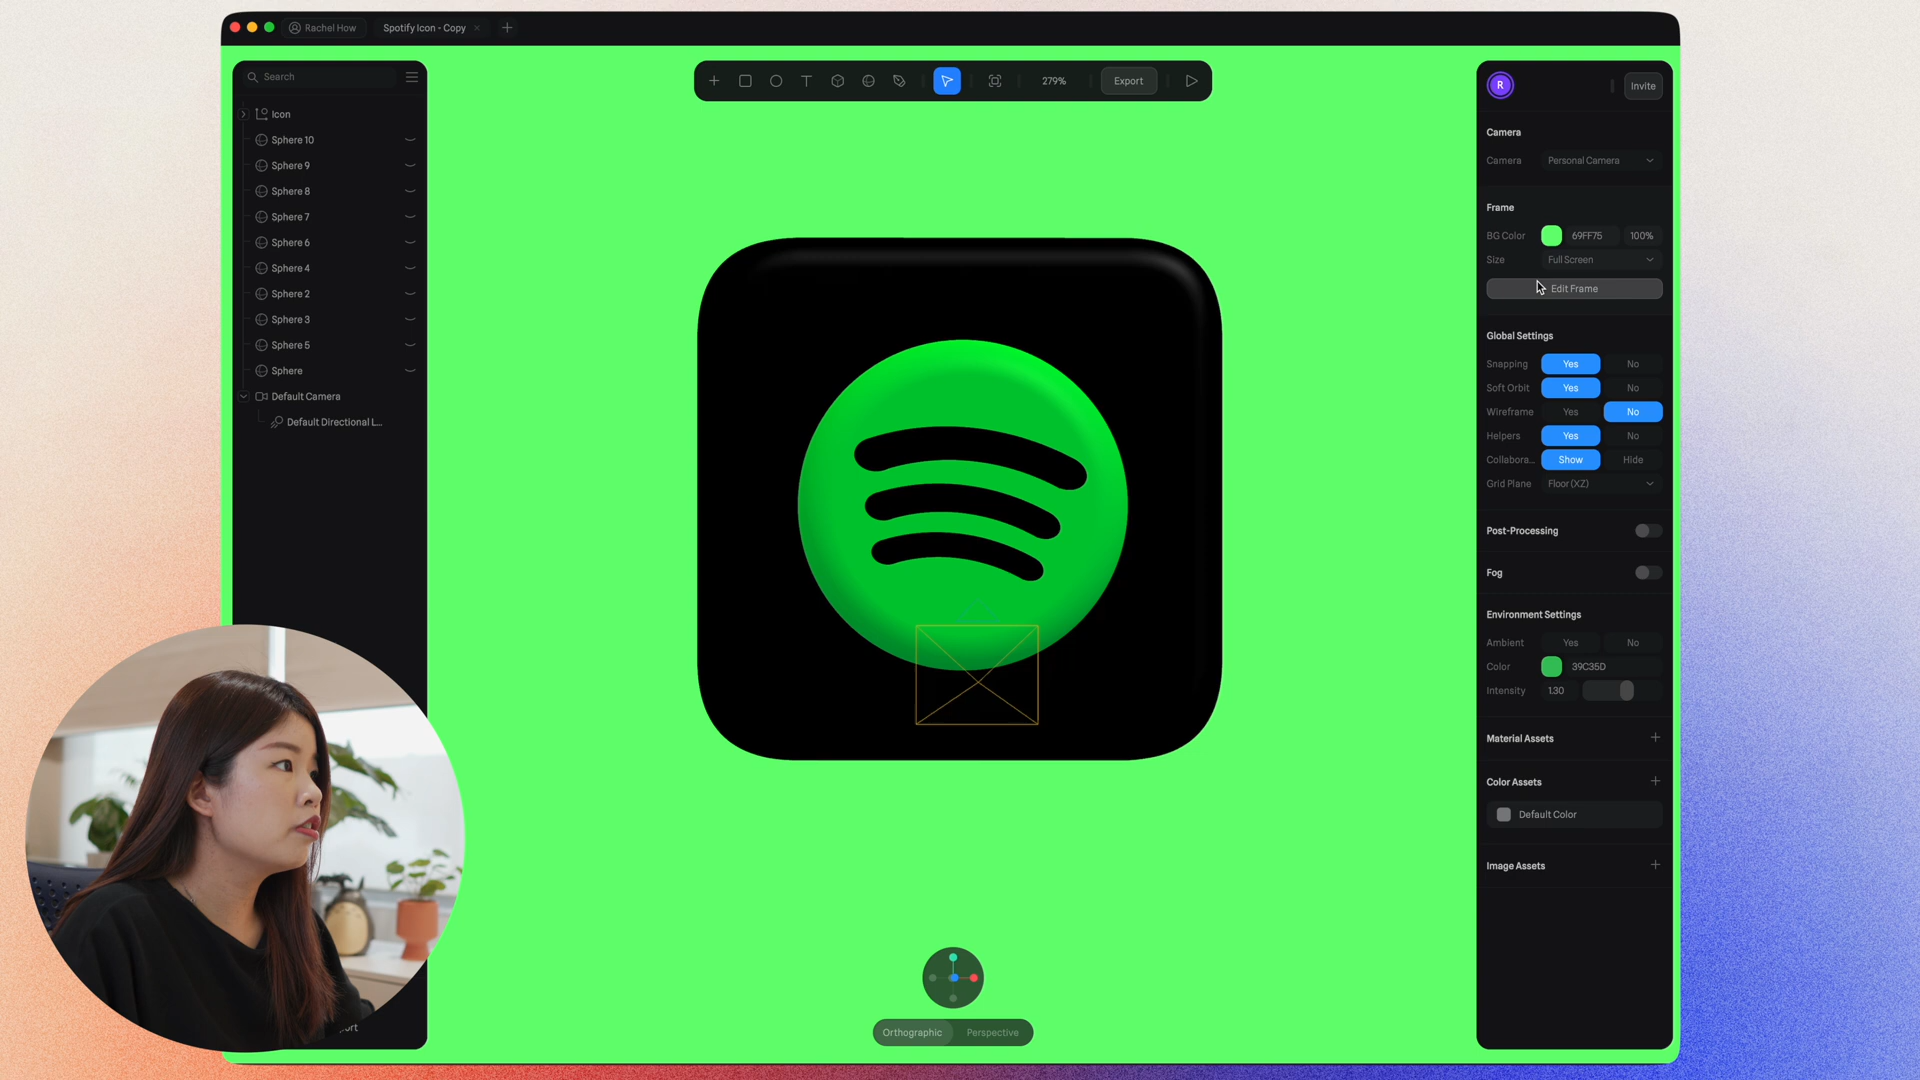 Rachel How
Spotify Icon - Copy
Search
Icon
Sphere 10
Sphere 9
Sphere 8
Sphere 7
Sphere 6
Sphere 4
Sphere 2
Sphere 3
Sphere 5
Sphere
Default Camera
Default Directional L...
T
279%
Export
R
Invite
Camera
Camera Personal Camera
Frame
BG Color 69FF75 100%
Size Full Screen
Edit Frame
Global Settings
Snapping Yes No
Soft Orbit Yes No
Wireframe Yes No
Helpers Yes No
Collabora... Show Hide
Grid Plane Floor (XZ)
Post-Processing
Fog
Environment Settings
Ambient Yes No
Color 39C35D
Intensity 1.30
Material Assets
Color Assets
Default Color
Image Assets
Orthographic Perspective